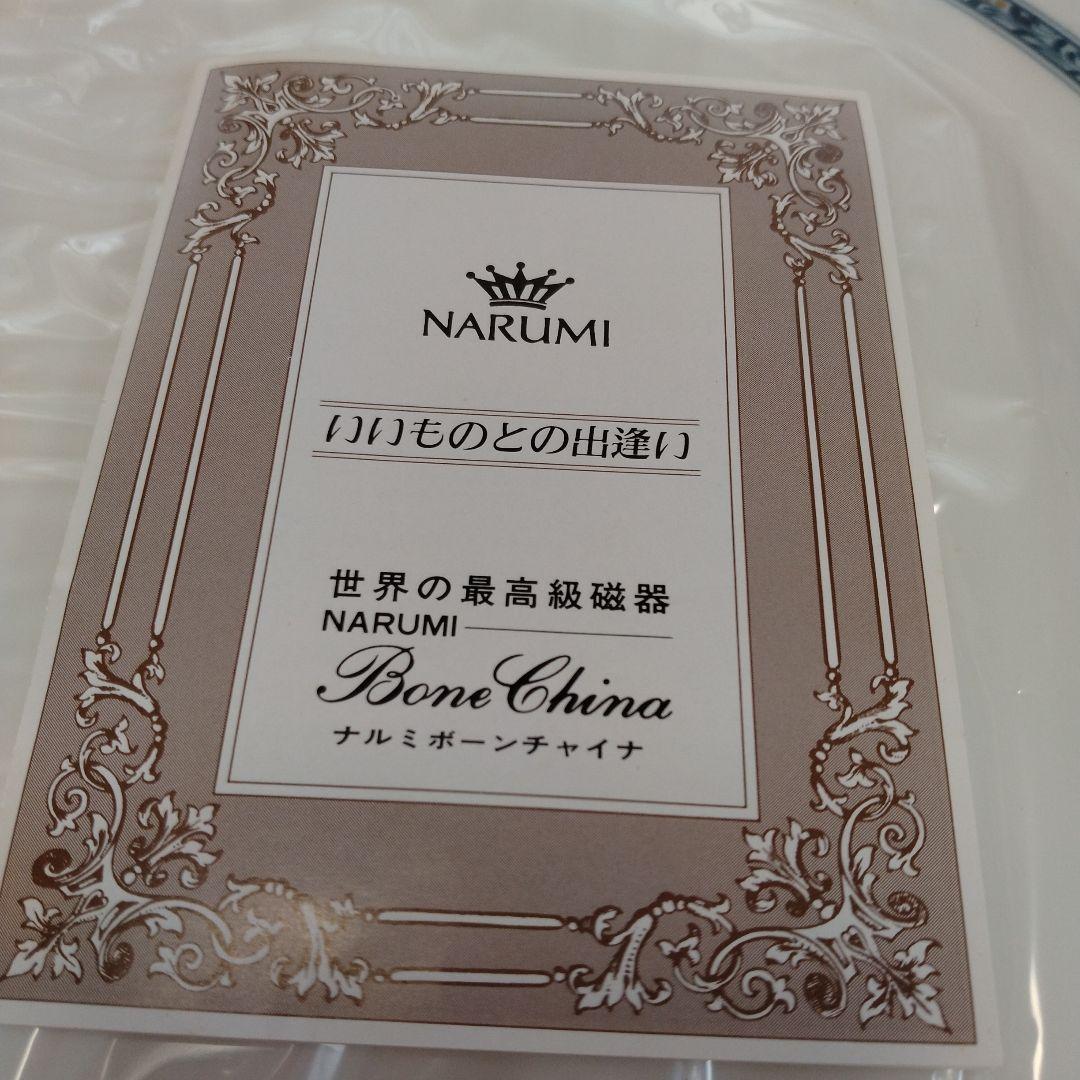 NARUMI
いいものとの出逢い
世界の最高級磁器
NARUMI
Bone China
ナルミボーンチャイナ